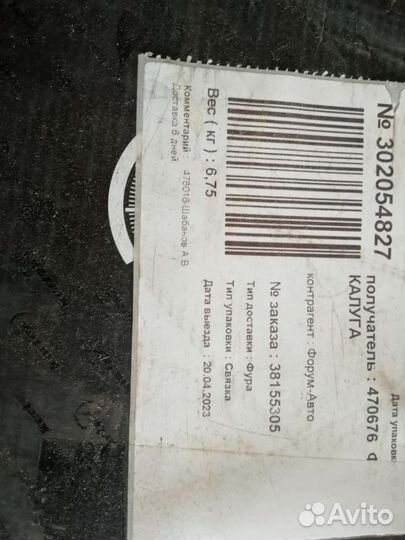 № 302054827
Вес ( кг ) : 6,75
Комментарий : 476016-Шабанов А В
Доставка 6 дней
Дата упаковк
получатель : 470676
КАЛУГА
контрагент : Форум-Авто
№ заказа : 38155305
Тип доставки : Фура
Тип упаковки : Связка
Дата выезда : 20.04.2023
Avito